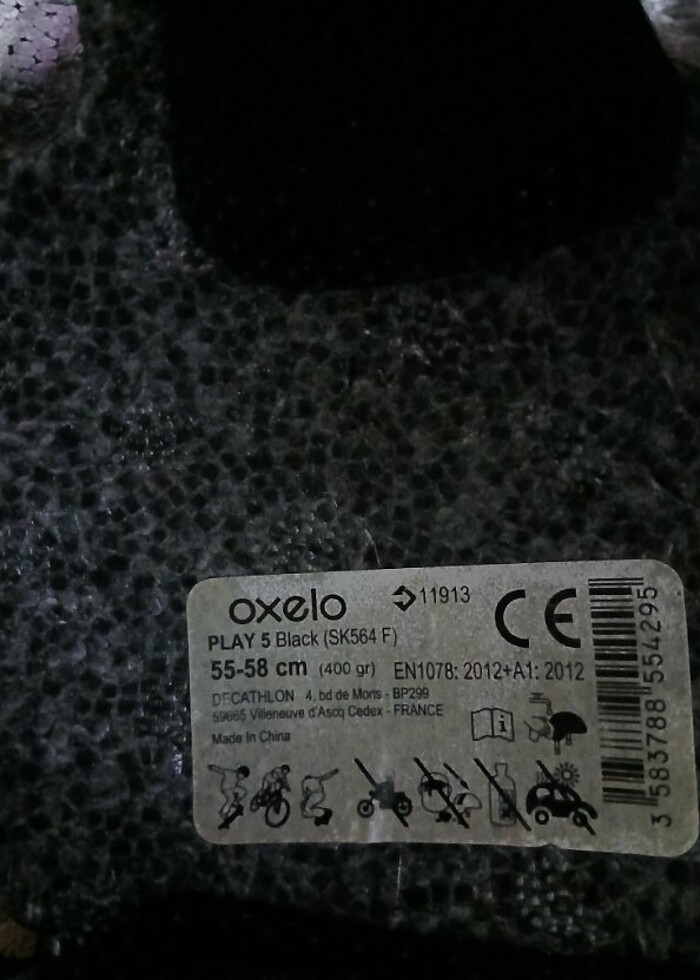 oxelo
11913
CE
PLAY 5 Black (SK564 F)
55-58 cm (400 gr) EN1078: 2012+A1: 2012
DECATHLON 4, bd de Mons - BP299
59665 Villeneuve d'Ascq Cedex - FRANCE
Made In China
3 583788 554295